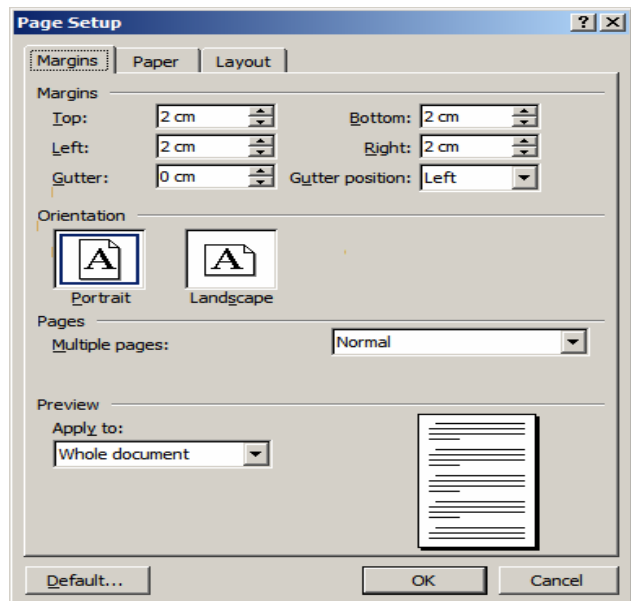 Page Setup
Margins Paper Layout
Margins
Top: 2 cm Bottom: 2 cm
Left: 2 cm Right: 2 cm
Gutter: 0 cm Gutter position: Left
Orientation
A A
Portrait Landscape
Pages
Multiple pages: Normal
Preview
Apply to:
Whole document
Default... OK Cancel